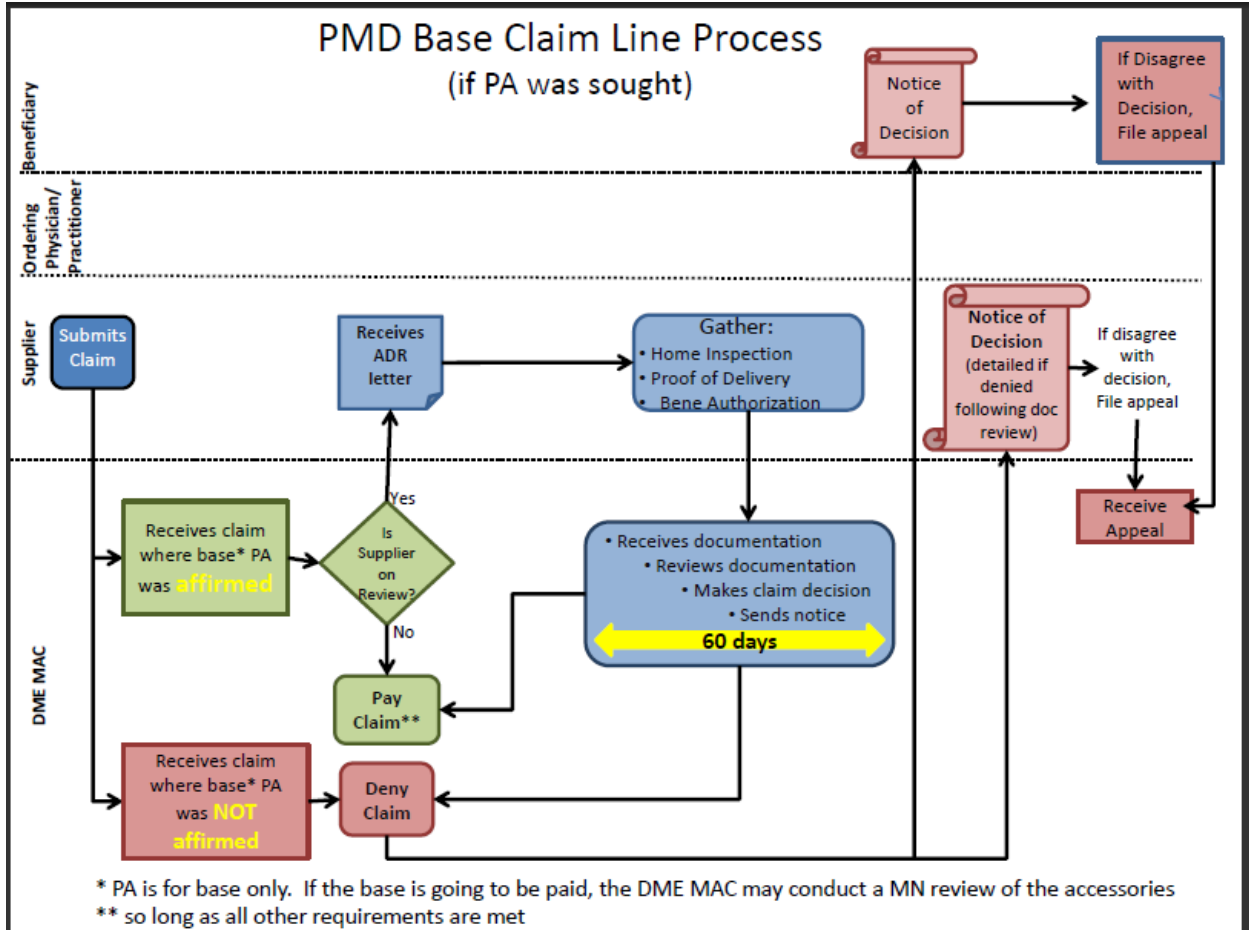 PMD Base Claim Line Process
(if PA was sought)
Beneficiary
Notice
of
Decision
If Disagree
with
Decision,
File appeal
Ordering
Physician/
Practitioner
Supplier
Submits
Claim
Receives
ADR
letter
Gather:
• Home Inspection
• Proof of Delivery
• Bene Authorization
Notice of
Decision
(detailed if
denied
following doc
review)
If disagree
with
decision,
File appeal
DME MAC
Receives claim
where base* PA
was affirmed
Yes
Is
Supplier
on
Review?
No
• Receives documentation
• Reviews documentation
• Makes claim decision
• Sends notice
60 days
Receive
Appeal
Pay
Claim**
Receives claim
where base* PA
was NOT
affirmed
Deny
Claim
* PA is for base only. If the base is going to be paid, the DME MAC may conduct a MN review of the accessories
** so long as all other requirements are met